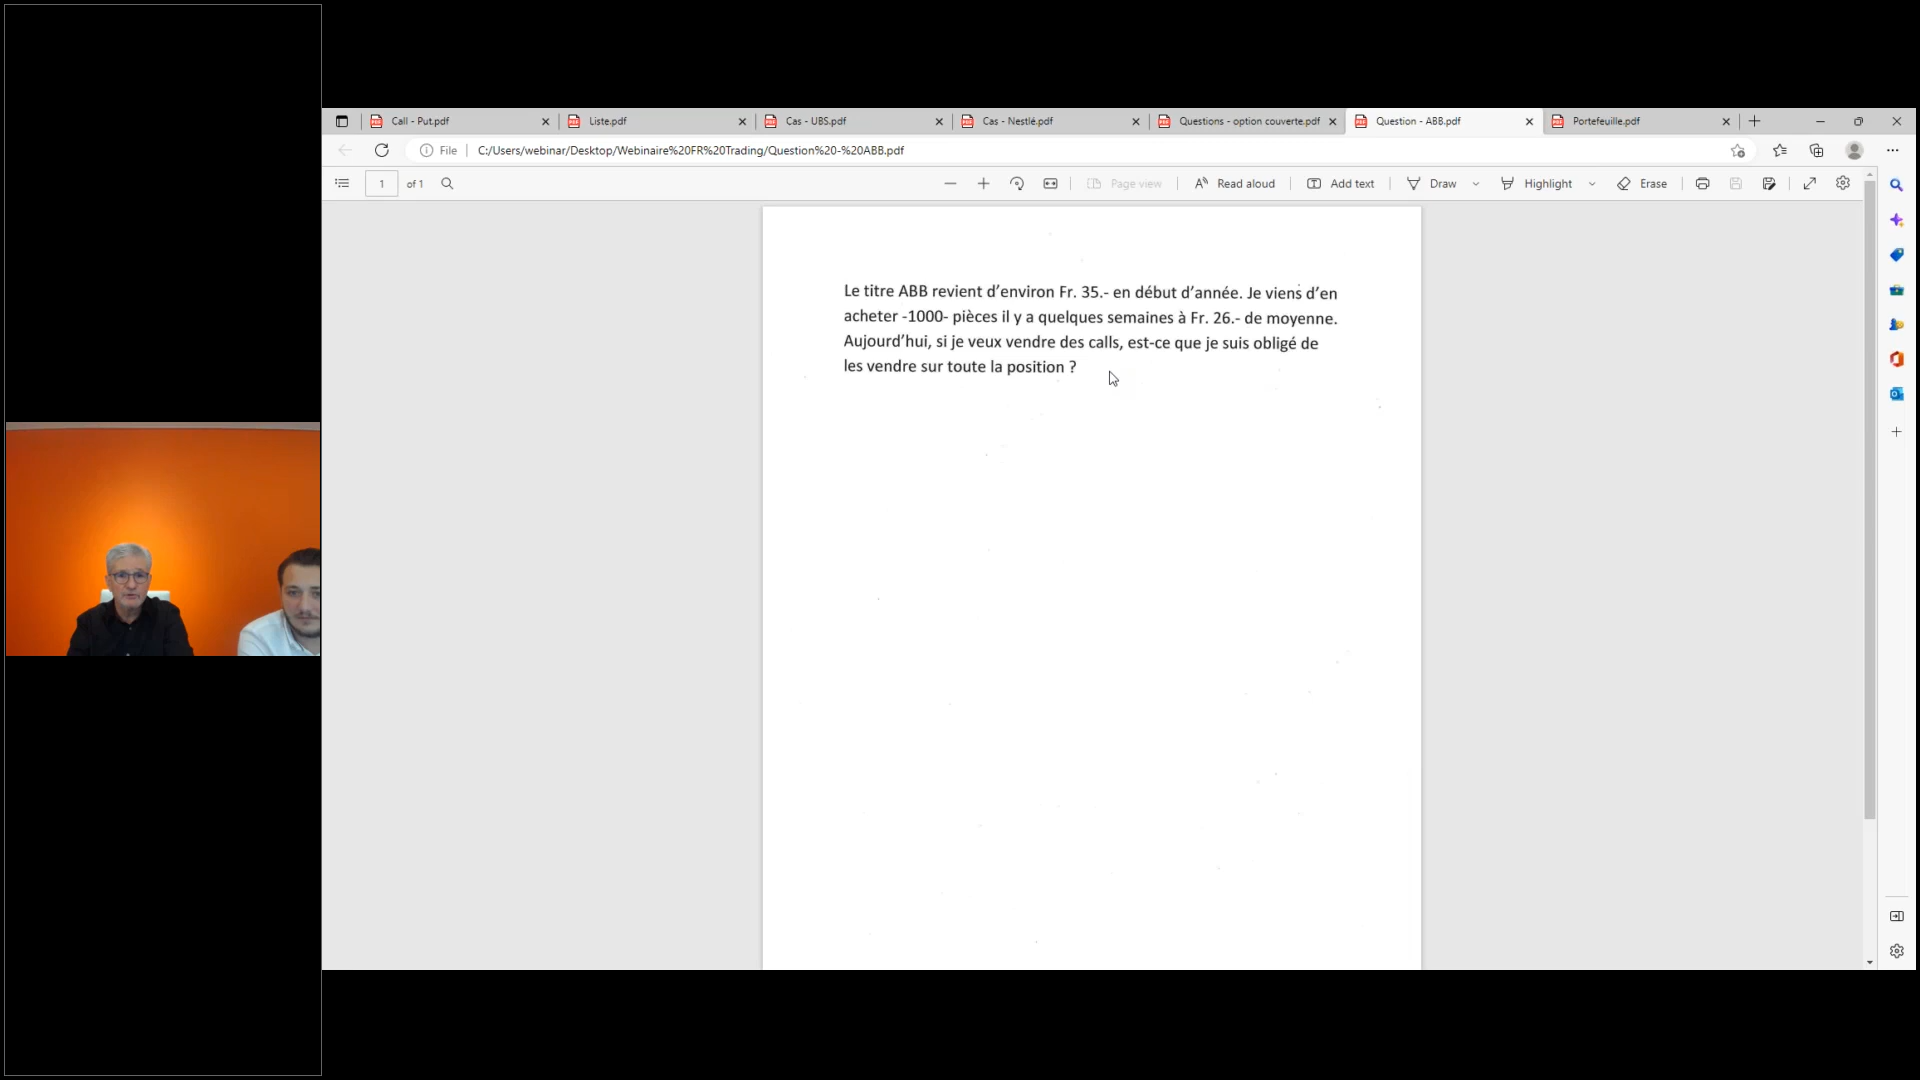 Call - Put.pdf
Liste.pdf
Cas - UBS.pdf
Cas - Nestlé.pdf
Questions - option couverte.pdf
Question - ABB.pdf
Portefeuille.pdf
File
C:/Users/webinar/Desktop/Webinaire%20FR%20Trading/Question%20-%20ABB.pdf
1 of 1
Page view
Read aloud
Add text
Draw
Highlight
Erase
Le titre ABB revient d’environ Fr. 35.- en début d’année. Je viens d’en
acheter -1000- pièces il y a quelques semaines à Fr. 26.- de moyenne.
Aujourd’hui, si je veux vendre des calls, est-ce que je suis obligé de
les vendre sur toute la position ?